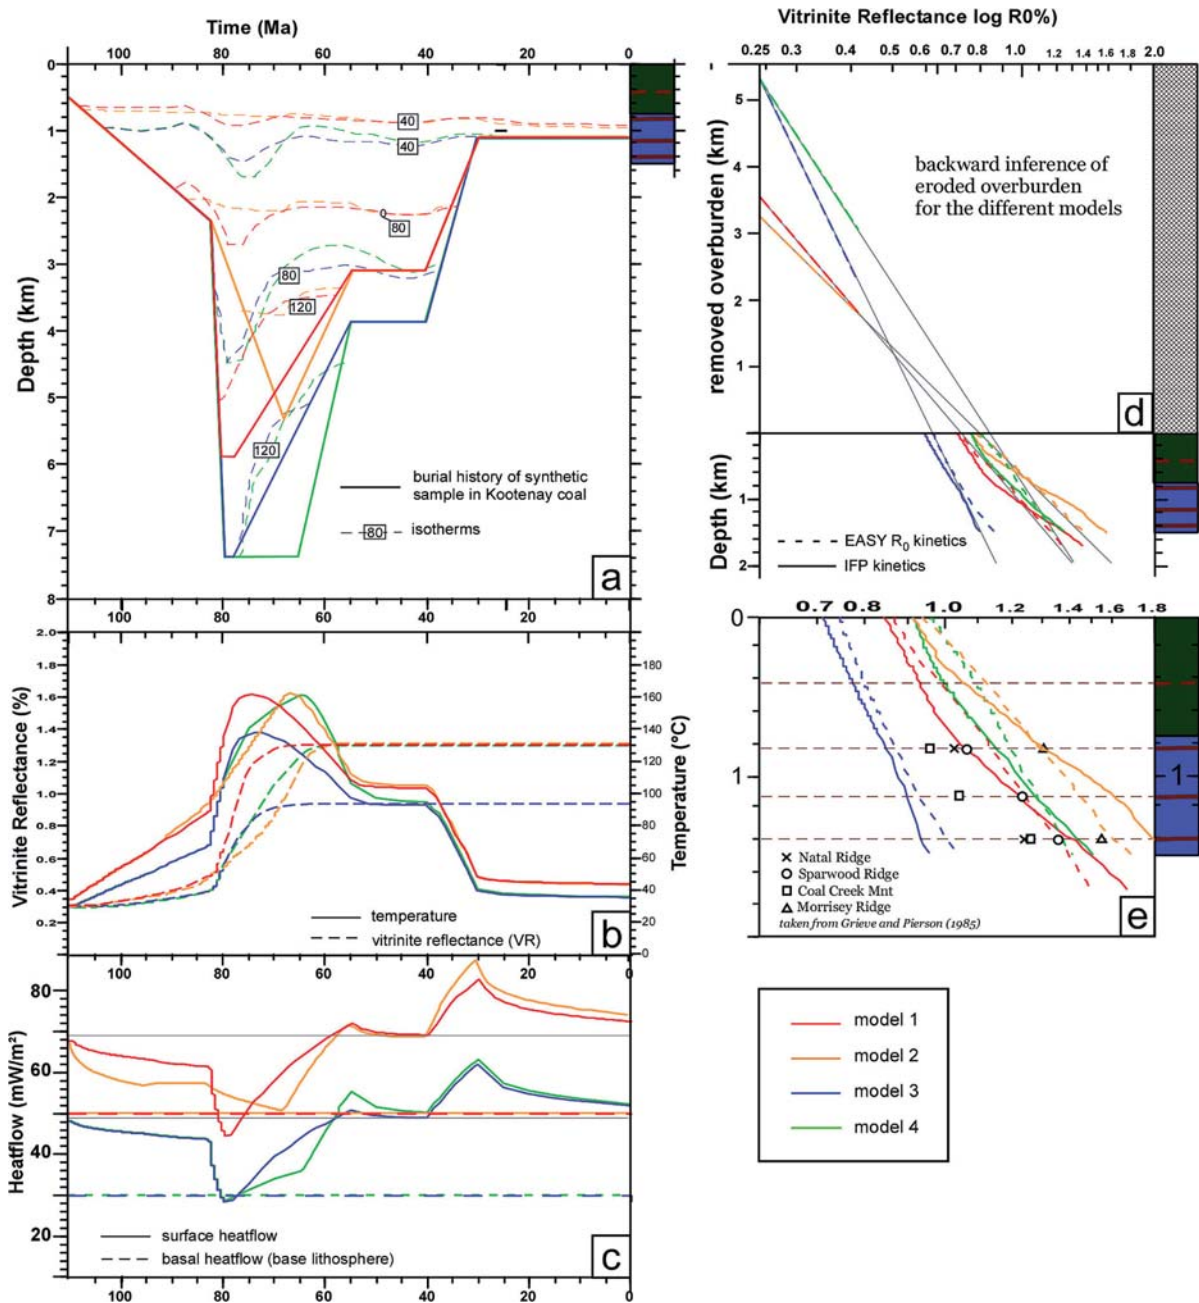 Time (Ma)
100 80 60 40 20 0
Depth (km)
0
1
2
3
4
5
6
7
8
40
40
0
80
80
120
120
burial history of synthetic
sample in Kootenay coal
80 isotherms
a
100 80 60 40 20 0
Vitrinite Reflectance (%)
2.0
1.8
1.6
1.4
1.2
1.0
0.8
0.6
0.4
0.2
Temperature (°C)
180
160
140
120
100
80
60
40
20
0
temperature
vitrinite reflectance (VR)
b
100 80 60 40 20 0
Heatflow (mW/m²)
80
60
40
20
surface heatflow
basal heatflow (base lithosphere)
c
100 80 60 40 20 0
Vitrinite Reflectance log R0%)
0.25 0.3 0.4 0.5 0.6 0.7 0.8 1.0 1.2 1.4 1.6 1.8 2.0
removed overburden (km)
5
4
3
2
1
backward inference of
eroded overburden
for the different models
d
Depth (km)
1
2
EASY R0 kinetics
IFP kinetics
0.7 0.8 1.0 1.2 1.4 1.6 1.8
0
1
1
Natal Ridge
Sparwood Ridge
Coal Creek Mnt
Morrisey Ridge
taken from Grieve and Pierson (1985)
e
model 1
model 2
model 3
model 4